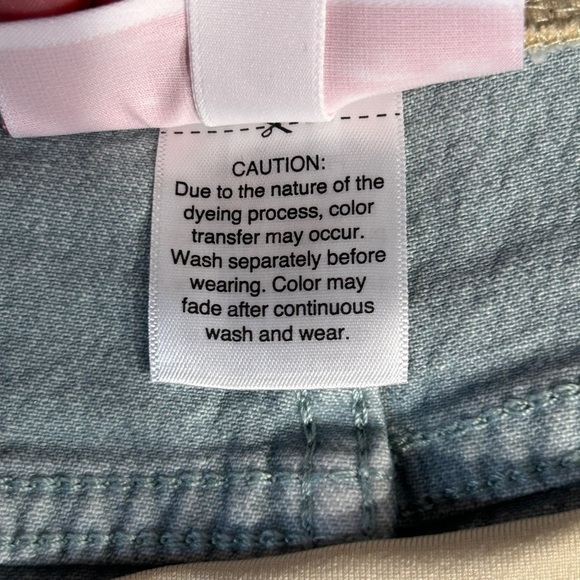 CAUTION:
Due to the nature of the
dyeing process, color
transfer may occur.
Wash separately before
wearing. Color may
fade after continuous
wash and wear.